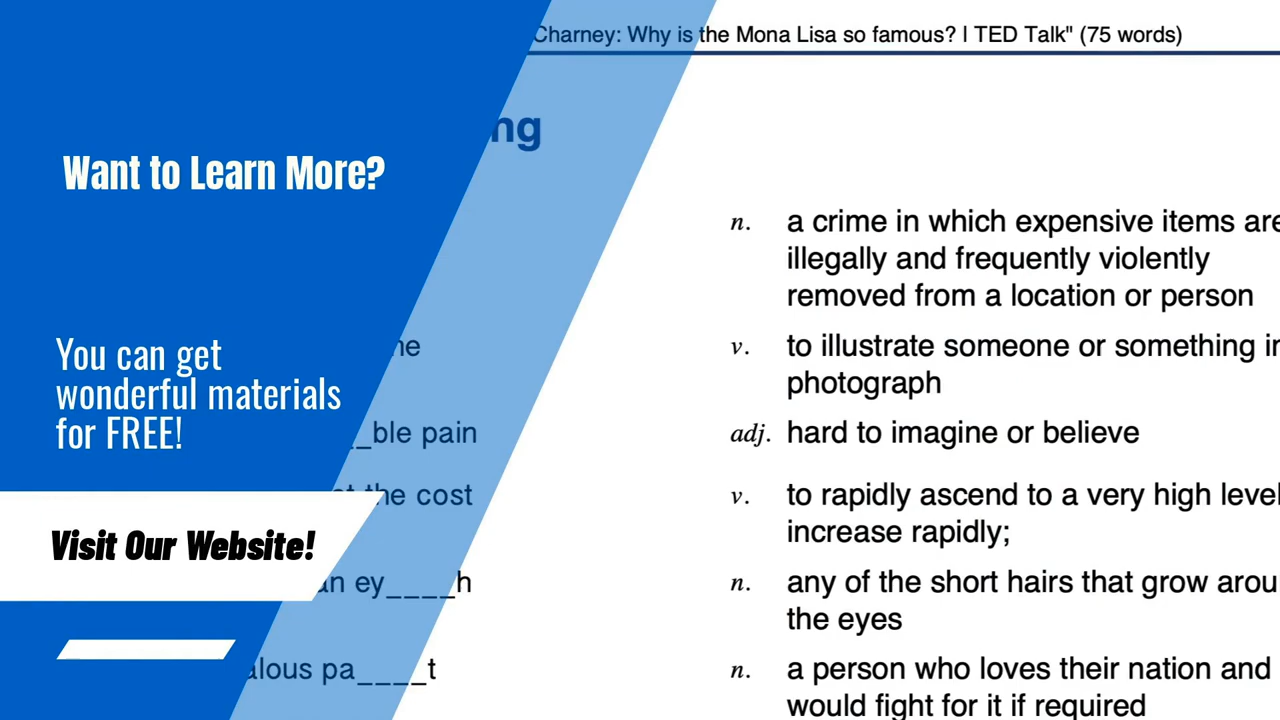 Charney: Why is the Mona Lisa so famous? | TED Talk" (75 words)
ng
Want to Learn More?
You can get
wonderful materials
for FREE!
Visit Our Website!
he
_ble pain
the cost
an ey____h
alous pa____t
n. a crime in which expensive items are
illegally and frequently violently
removed from a location or person
v. to illustrate someone or something in
photograph
adj. hard to imagine or believe
v. to rapidly ascend to a very high level
increase rapidly;
n. any of the short hairs that grow arou
the eyes
n. a person who loves their nation and
would fight for it if required